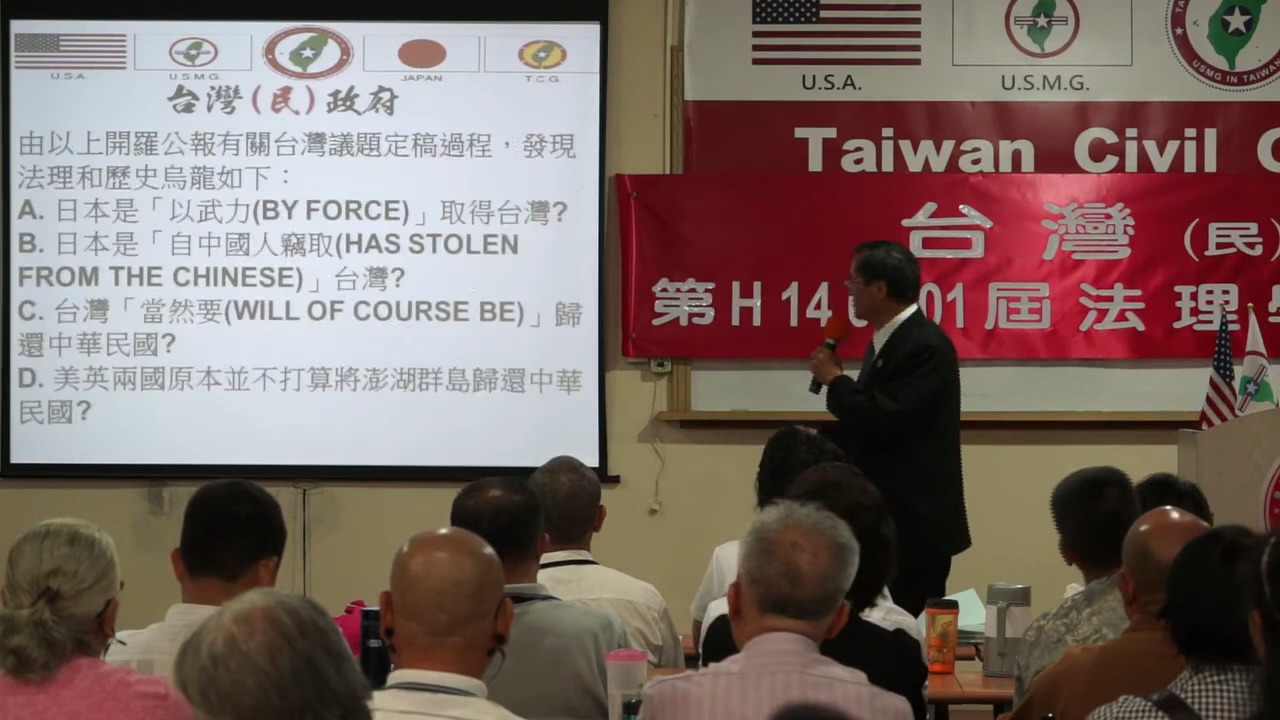 U.S.A.
U.S.M.G.
JAPAN
T.C.G.
台灣(民)政府
由以上開羅公報有關台灣議題定稿過程，發現
法理和歷史烏龍如下：
A. 日本是「以武力(BY FORCE)」取得台灣?
B. 日本是「自中國人竊取(HAS STOLEN
FROM THE CHINESE)」台灣?
C. 台灣「當然要(WILL OF COURSE BE)」歸
還中華民國?
D. 美英兩國原本並不打算將澎湖群島歸還中華
民國?
U.S.A.
U.S.M.G.
USMG IN TAIWAN
Taiwan Civil
台灣(民)
第H14 01屆法理學